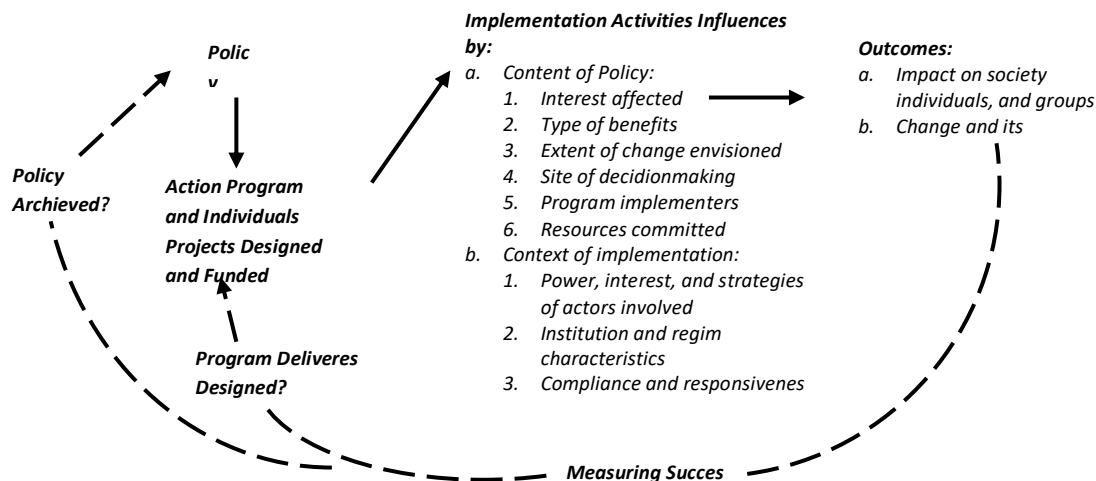 Polic
y
Policy
Archieved?
Action Program
and Individuals
Projects Designed
and Funded
Program Deliveres
Designed?
Implementation Activities Influences
by:
a. Content of Policy:
1. Interest affected
2. Type of benefits
3. Extent of change envisioned
4. Site of decidionmaking
5. Program implementers
6. Resources committed
b. Context of implementation:
1. Power, interest, and strategies
of actors involved
2. Institution and regim
characteristics
3. Compliance and responsivenes
Outcomes:
a. Impact on society
individuals, and groups
b. Change and its
Measuring Succes